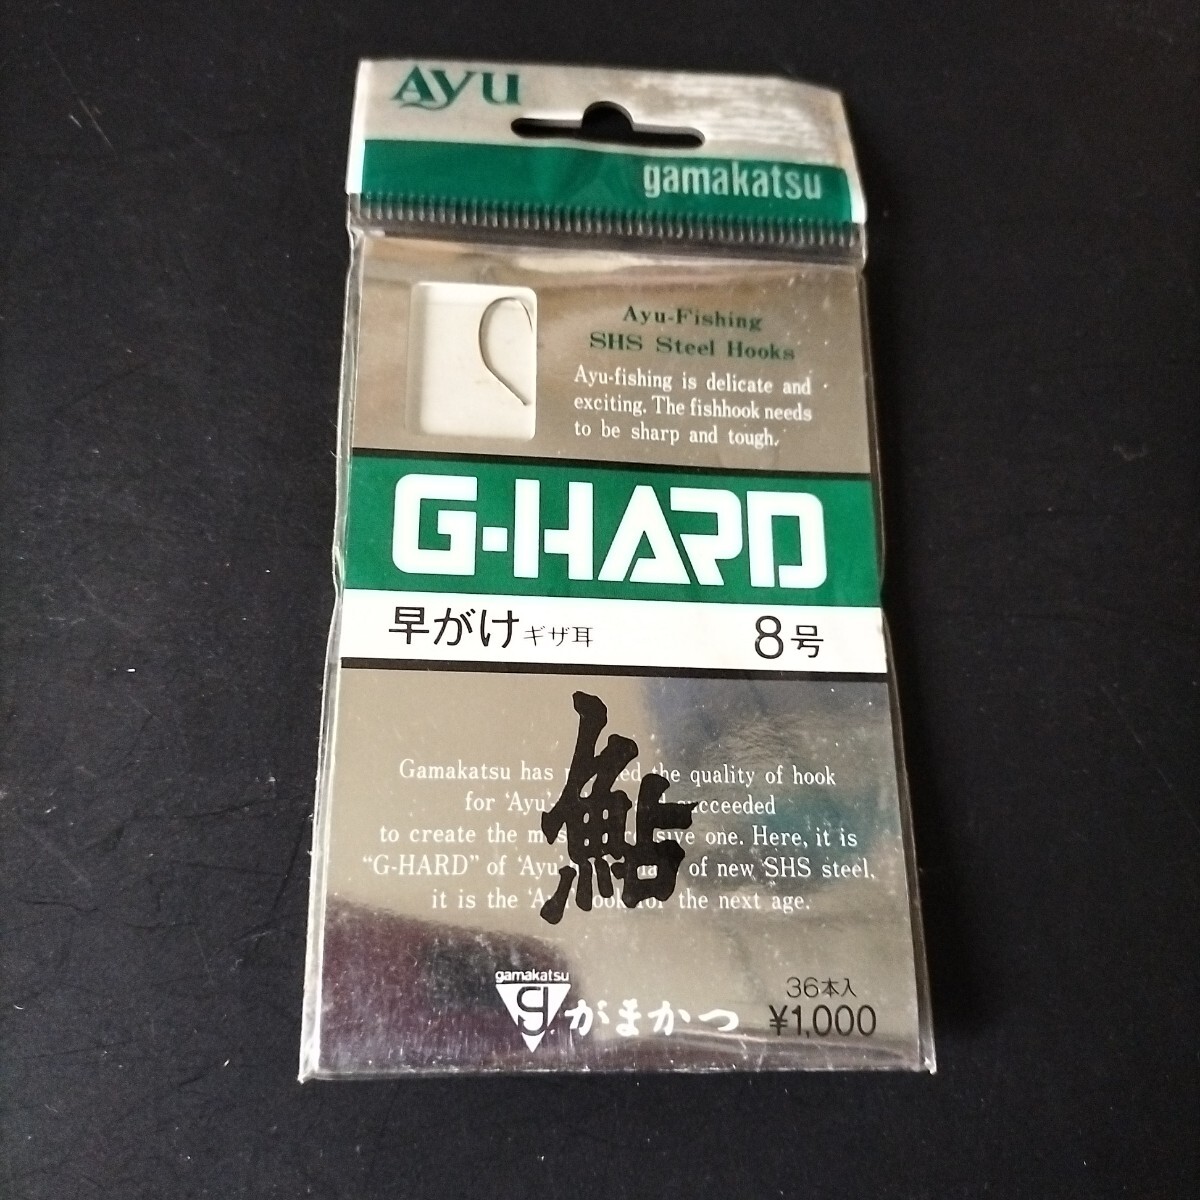 Ayu
gamakatsu
Ayu-Fishing
SHS Steel Hooks
Ayu-fishing is delicate and
exciting. The fishhook needs
to be sharp and tough.
G-HARD
早がけ ギザ耳 8号
鮎
Gamakatsu has the quality of hook
for 'Ayu' succeeded
to create the one. Here, it is
"G-HARD" of 'Ayu' of new SHS steel,
it is the for the next age.
gamakatsu
がまかつ
36本入
¥1,000